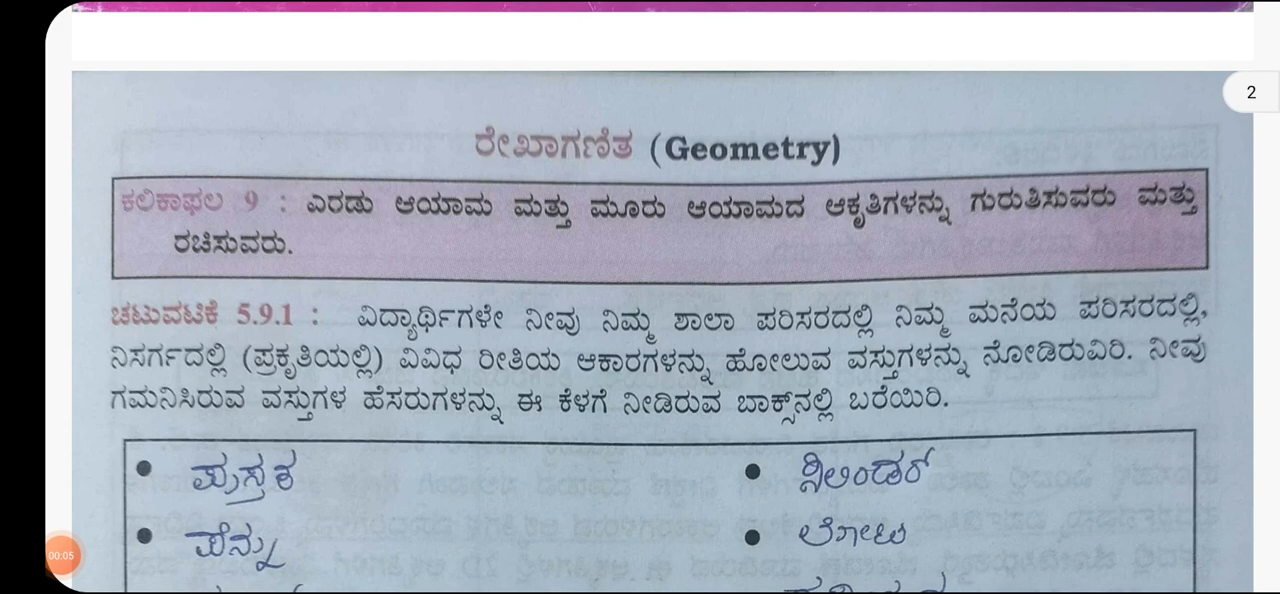 2
ರೇಖಾಗಣಿತ (Geometry)
ಕಲಿಕಾಫಲ 9 : ಎರಡು ಆಯಾಮ ಮತ್ತು ಮೂರು ಆಯಾಮದ ಆಕೃತಿಗಳನ್ನು ಗುರುತಿಸುವರು ಮತ್ತು
ರಚಿಸುವರು.
ಚಟುವಟಿಕೆ 5.9.1 : ವಿದ್ಯಾರ್ಥಿಗಳೇ ನೀವು ನಿಮ್ಮ ಶಾಲಾ ಪರಿಸರದಲ್ಲಿ ನಿಮ್ಮ ಮನೆಯ ಪರಿಸರದಲ್ಲಿ,
ನಿಸರ್ಗದಲ್ಲಿ (ಪ್ರಕೃತಿಯಲ್ಲಿ) ವಿವಿಧ ರೀತಿಯ ಆಕಾರಗಳನ್ನು ಹೋಲುವ ವಸ್ತುಗಳನ್ನು ನೋಡಿರುವಿರಿ. ನೀವು
ಗಮನಿಸಿರುವ ವಸ್ತುಗಳ ಹೆಸರುಗಳನ್ನು ಈ ಕೆಳಗೆ ನೀಡಿರುವ ಬಾಕ್ಸ್‌ನಲ್ಲಿ ಬರೆಯಿರಿ.
• ಪುಸ್ತಕ
• ಸಿಲಿಂಡರ್
• ಪೆನ್ನು
• ಲೋಟ
00:05